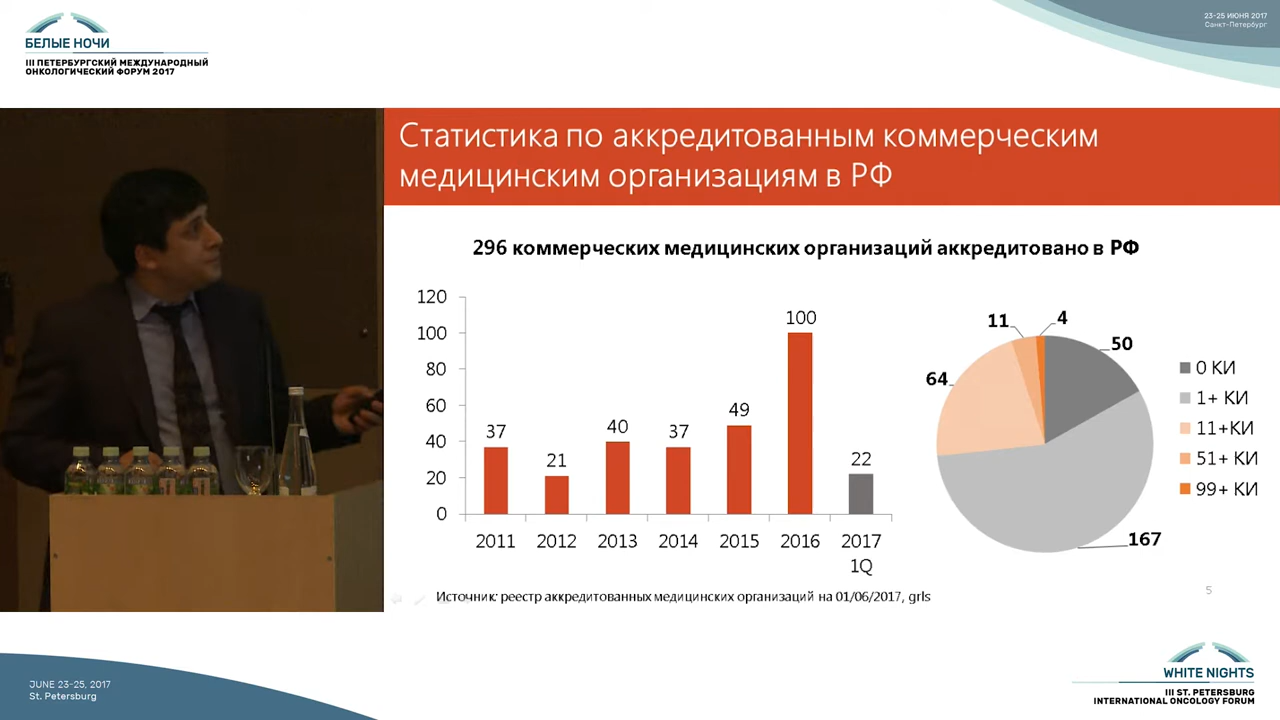 БЕЛЫЕ НОЧИ
III ПЕТЕРБУРГСКИЙ МЕЖДУНАРОДНЫЙ
ОНКОЛОГИЧЕСКИЙ ФОРУМ 2017
23-25 ИЮНЯ 2017
Санкт-Петербург
Статистика по аккредитованным коммерческим
медицинским организациям в РФ
296 коммерческих медицинских организаций аккредитовано в РФ
120
100
80
60
40
20
0
37
21
40
37
49
100
22
2011 2012 2013 2014 2015 2016 2017
1Q
11
4
50
64
167
0 КИ
1+ КИ
11+КИ
51+ КИ
99+ КИ
Источник: реестр аккредитованных медицинских организаций на 01/06/2017, grls
5
JUNE 23-25, 2017
St. Petersburg
WHITE NIGHTS
III ST. PETERSBURG
INTERNATIONAL ONCOLOGY FORUM